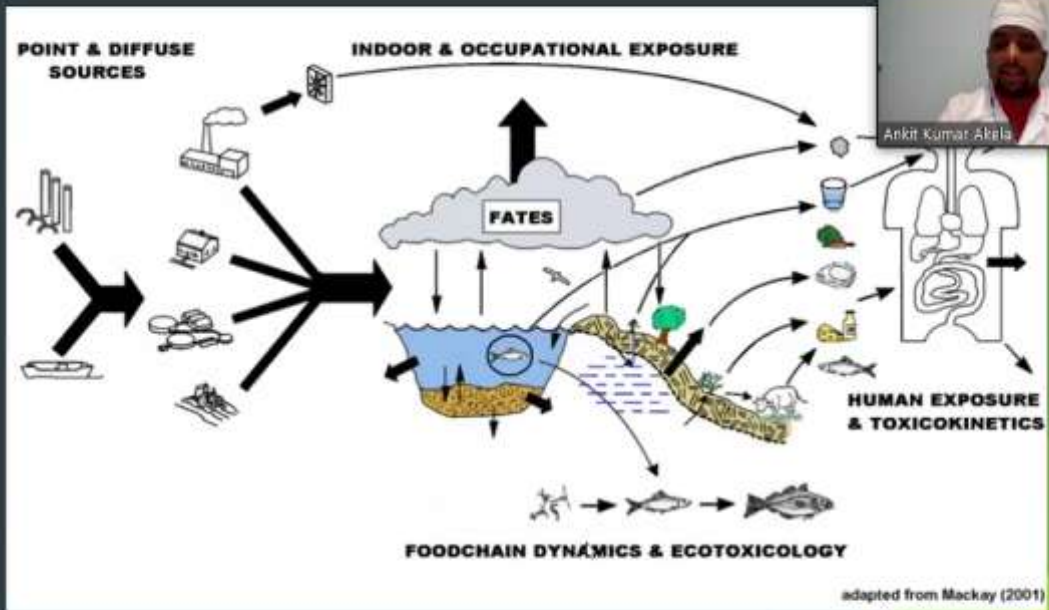 POINT & DIFFUSE
SOURCES
INDOOR & OCCUPATIONAL EXPOSURE
Ankit Kumar Akela
FATES
HUMAN EXPOSURE
& TOXICOKINETICS
FOODCHAIN DYNAMICS & ECOTOXICOLOGY
adapted from Mackay (2001)